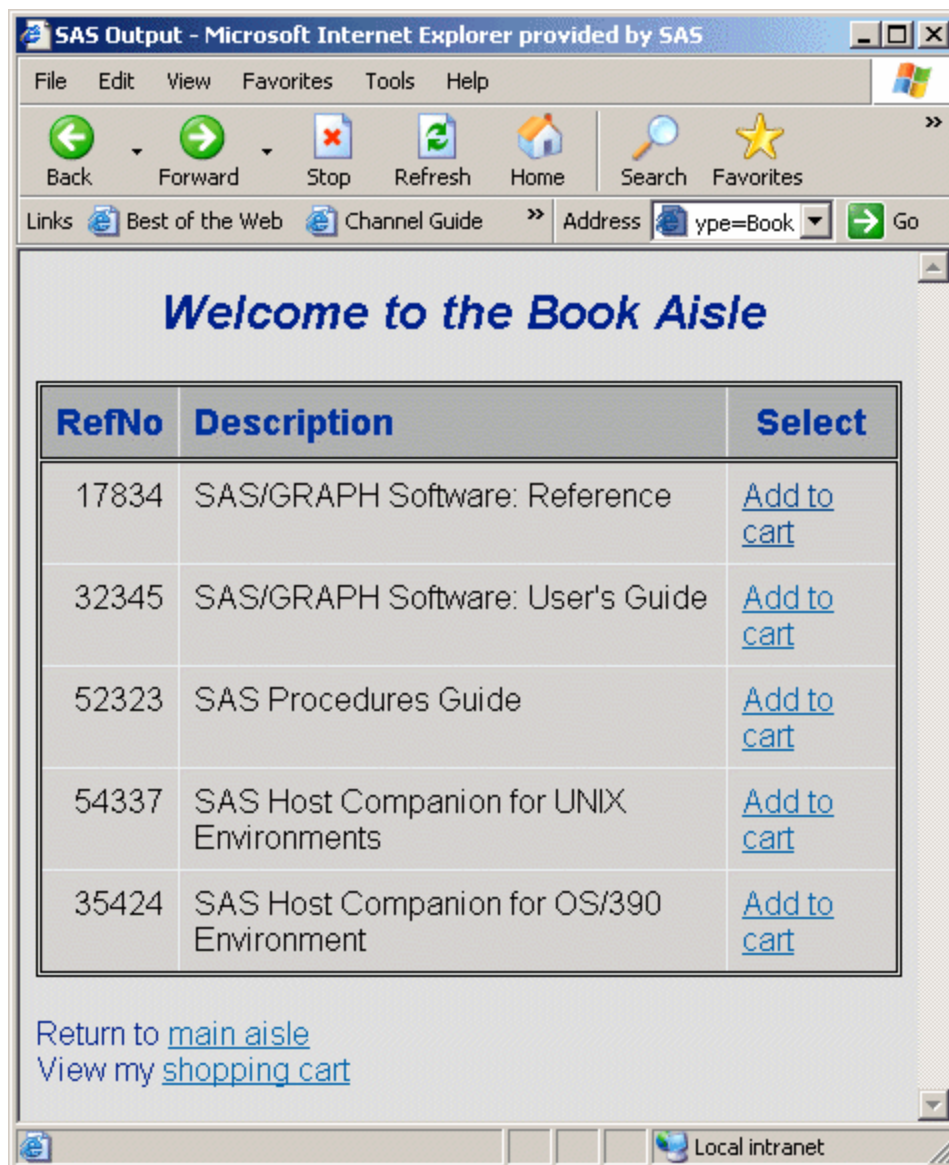 SAS Output - Microsoft Internet Explorer provided by SAS
File Edit View Favorites Tools Help
Back Forward Stop Refresh Home Search Favorites »
Links Best of the Web Channel Guide » Address ype=Book Go
Welcome to the Book Aisle
RefNo Description Select
17834 SAS/GRAPH Software: Reference Add to
cart
32345 SAS/GRAPH Software: User's Guide Add to
cart
52323 SAS Procedures Guide Add to
cart
54337 SAS Host Companion for UNIX Add to
Environments cart
35424 SAS Host Companion for OS/390 Add to
Environment cart
Return to main aisle
View my shopping cart
Local intranet